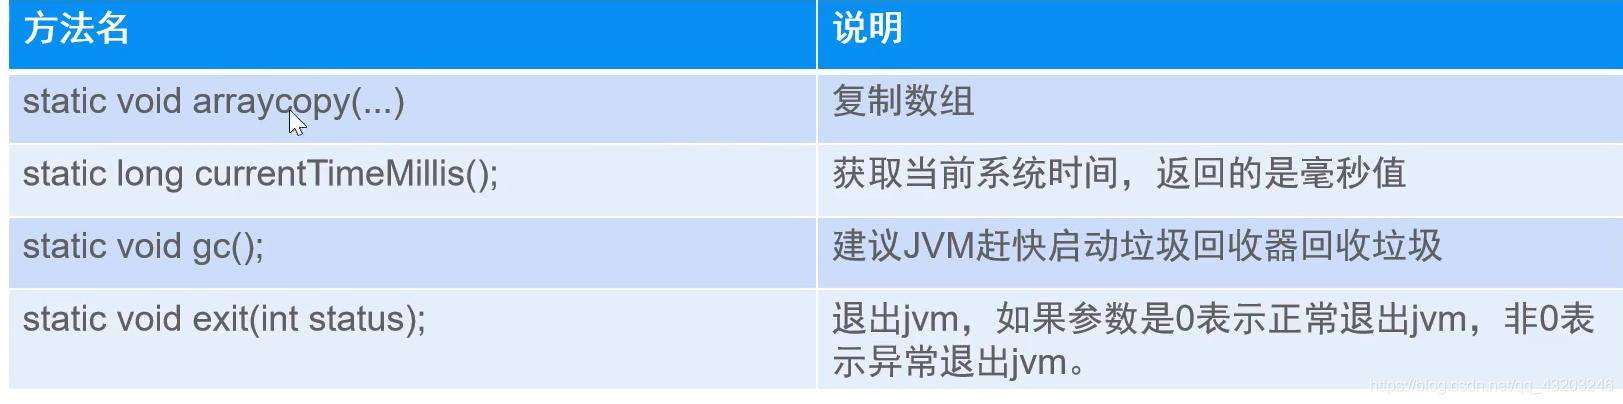 方法名
说明
static void arraycopy(...)
复制数组
static long currentTimeMillis();
获取当前系统时间，返回的是毫秒值
static void gc();
建议JVM赶快启动垃圾回收器回收垃圾
static void exit(int status);
退出jvm，如果参数是0表示正常退出jvm，非0表
示异常退出jvm。
https://blog.csdn.net/qq_43203246